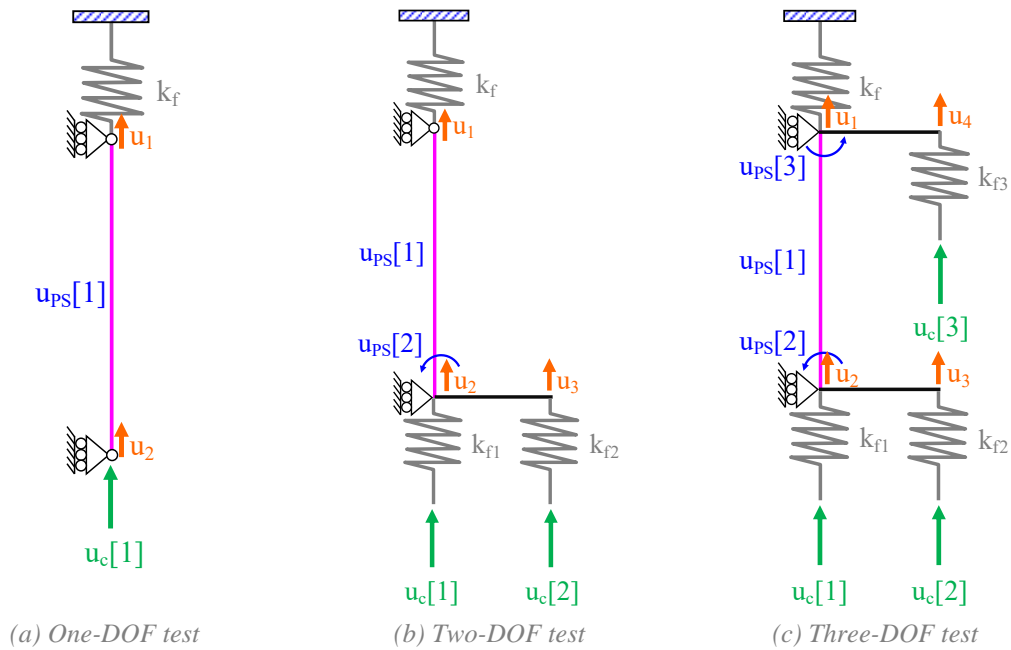 k_f
u_1
u_PS[1]
u_2
u_c[1]
(a) One-DOF test
k_f
u_1
u_PS[1]
u_PS[2]
u_2
u_3
k_f1
k_f2
u_c[1]
u_c[2]
(b) Two-DOF test
k_f
u_1
u_4
u_PS[3]
k_f3
u_PS[1]
u_c[3]
u_PS[2]
u_2
u_3
k_f1
k_f2
u_c[1]
u_c[2]
(c) Three-DOF test